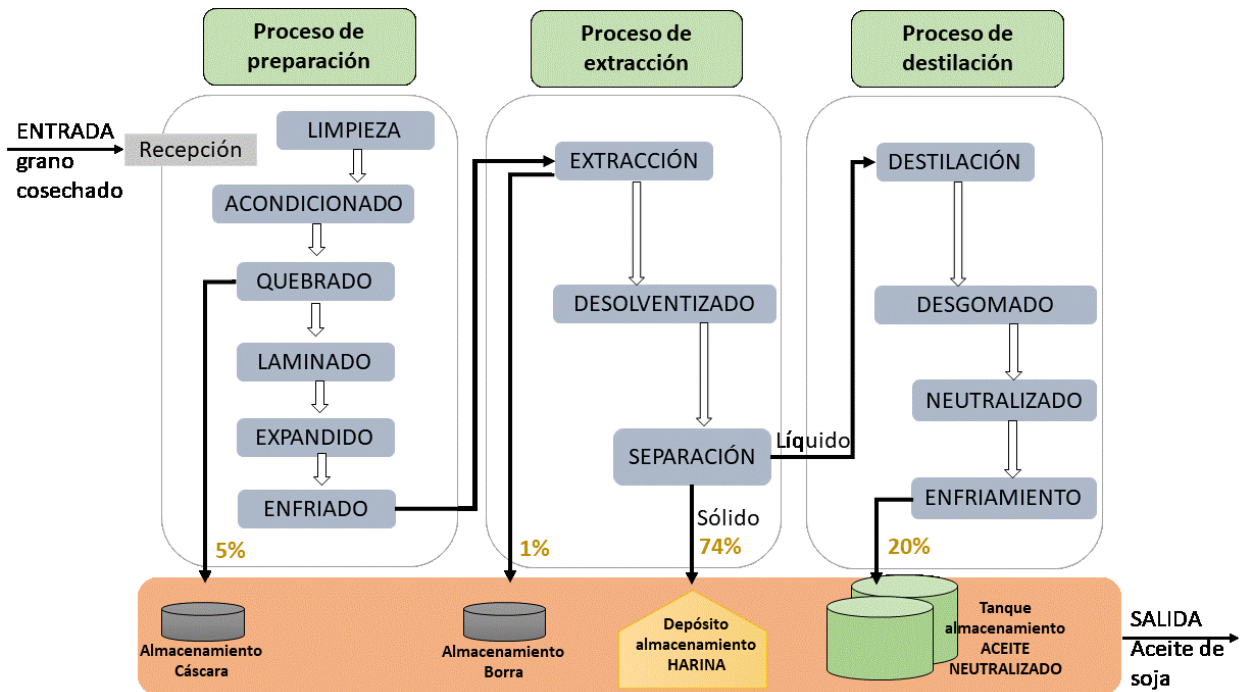 Proceso de
preparación
Proceso de
extracción
Proceso de
destilación
ENTRADA
grano
cosechado
Recepción
LIMPIEZA
ACONDICIONADO
QUEBRADO
LAMINADO
EXPANDIDO
ENFRIADO
5%
EXTRACCIÓN
DESOLVENTIZADO
SEPARACIÓN
Líquido
Sólido
1%
74%
DESTILACIÓN
DESGOMADO
NEUTRALIZADO
ENFRIAMIENTO
20%
Almacenamiento
Cáscara
Almacenamiento
Borra
Depósito
almacenamiento
HARINA
Tanque
almacenamiento
ACEITE
NEUTRALIZADO
SALIDA
Aceite de
soja